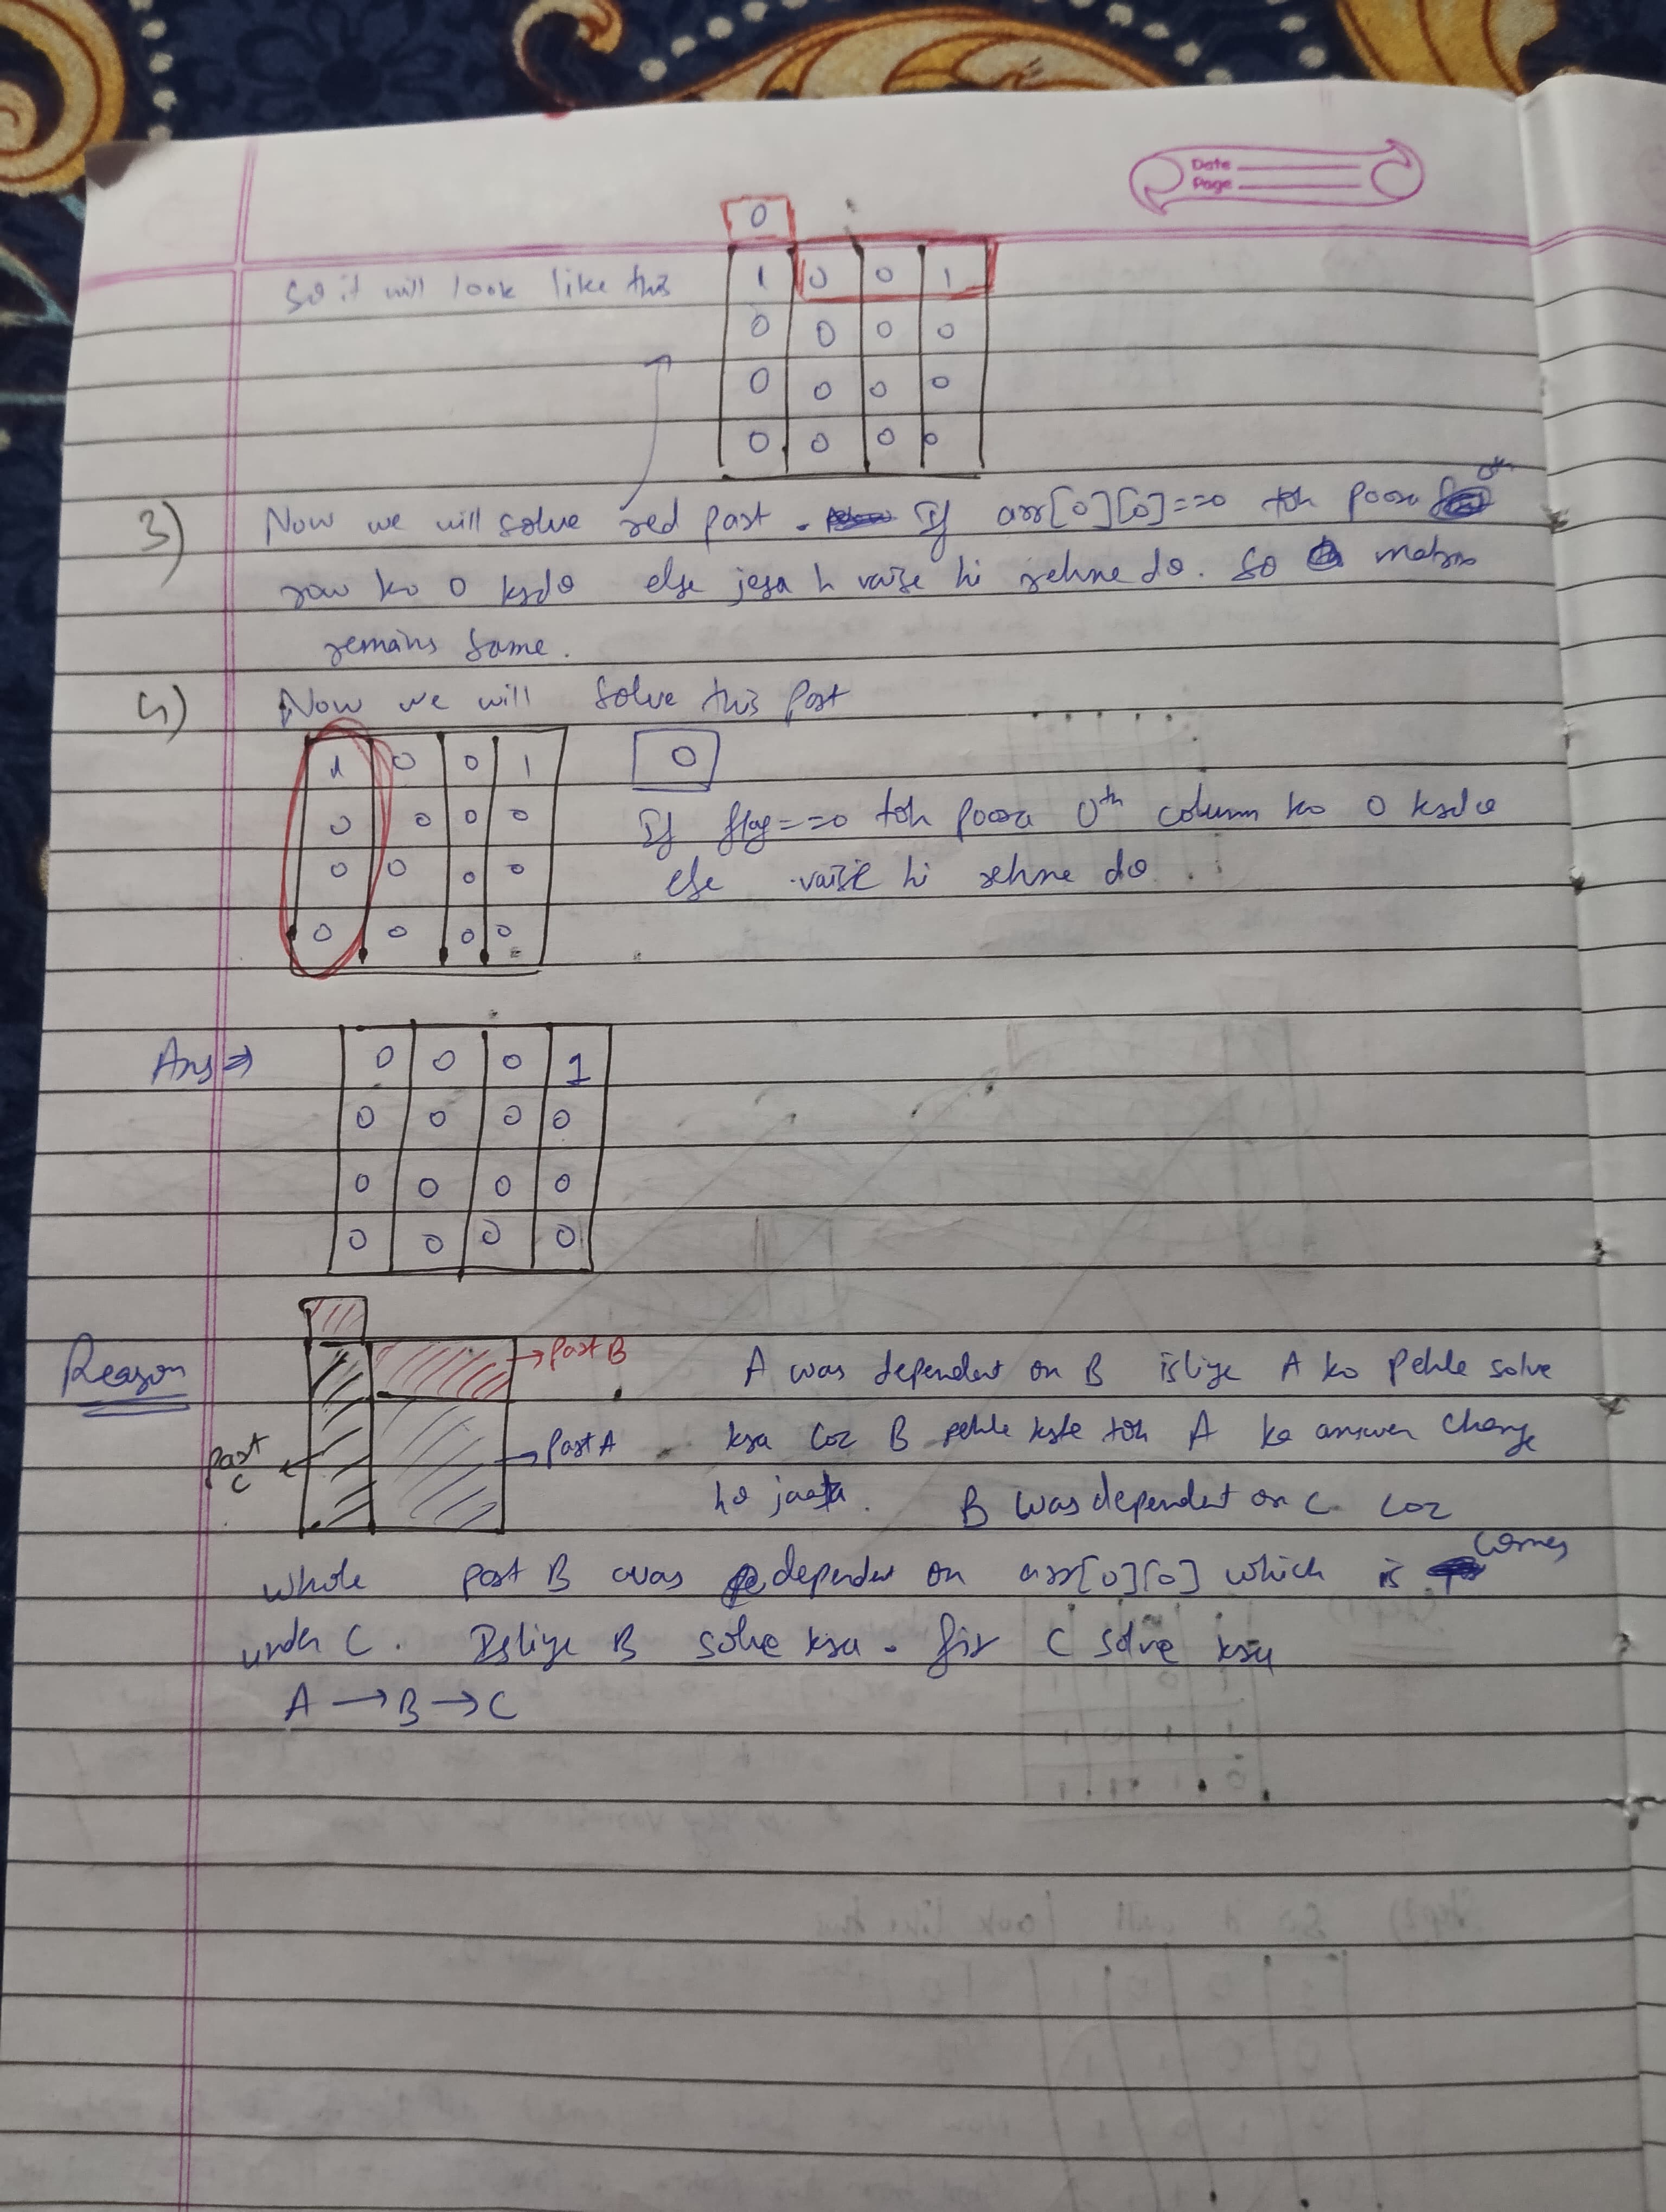 Date
Page
0
So it will look like this
1 0 0 1
0 0 0 0
0 0 0 0
0 0 0 0
3) Now we will solve red part. If arr[0][0]==0 toh poora 0th
row ko 0 krdo else jesa h vaise hi rehne do. So matrix
remains same.
4) Now we will solve this part
1 0 0 1
0 0 0 0
0 0 0 0
0 0 0 0
0
If flag==0 toh poora 0th column ko 0 krdo
else vaise hi rehne do.
Ans ⇒
0 0 0 1
0 0 0 0
0 0 0 0
0 0 0 0
Reason
→ Part B
→ Part A
Part C
A was dependent on B isliye A ko Pehle solve
kra coz B pehle krte toh A ka answer change
ho jaata. B was dependent on C coz
whole part B was dependent on arr[0][0] which is comes
under C. Isliye B solve kra. fir C solve kra
A → B → C